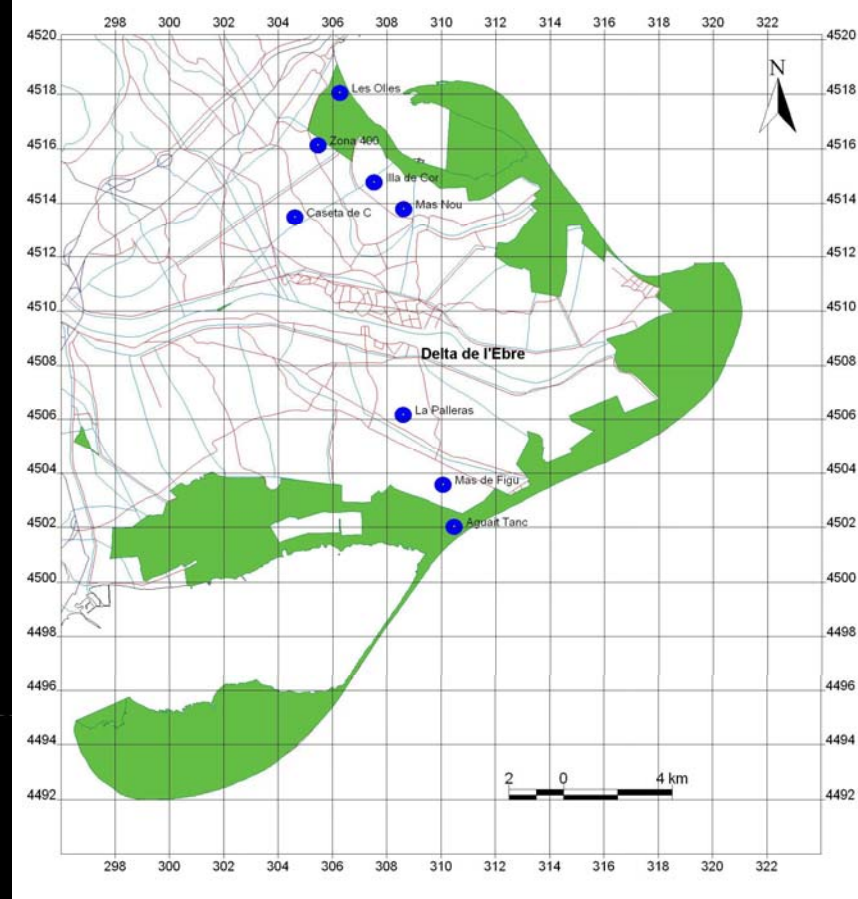 298 300 302 304 306 308 310 312 314 316 318 320 322
4520 4520
N
4518 Les Olles 4518
4516 Zona 400 4516
Illa de Cor
4514 Mas Nou 4514
Caseta de C
4512 4512
4510 4510
Delta de l'Ebre
4508 4508
4506 La Palleras 4506
4504 Mas de Figu 4504
4502 Aguait Tanc 4502
4500 4500
4498 4498
4496 4496
4494 4494
2 0 4 km
4492 4492
298 300 302 304 306 308 310 312 314 316 318 320 322